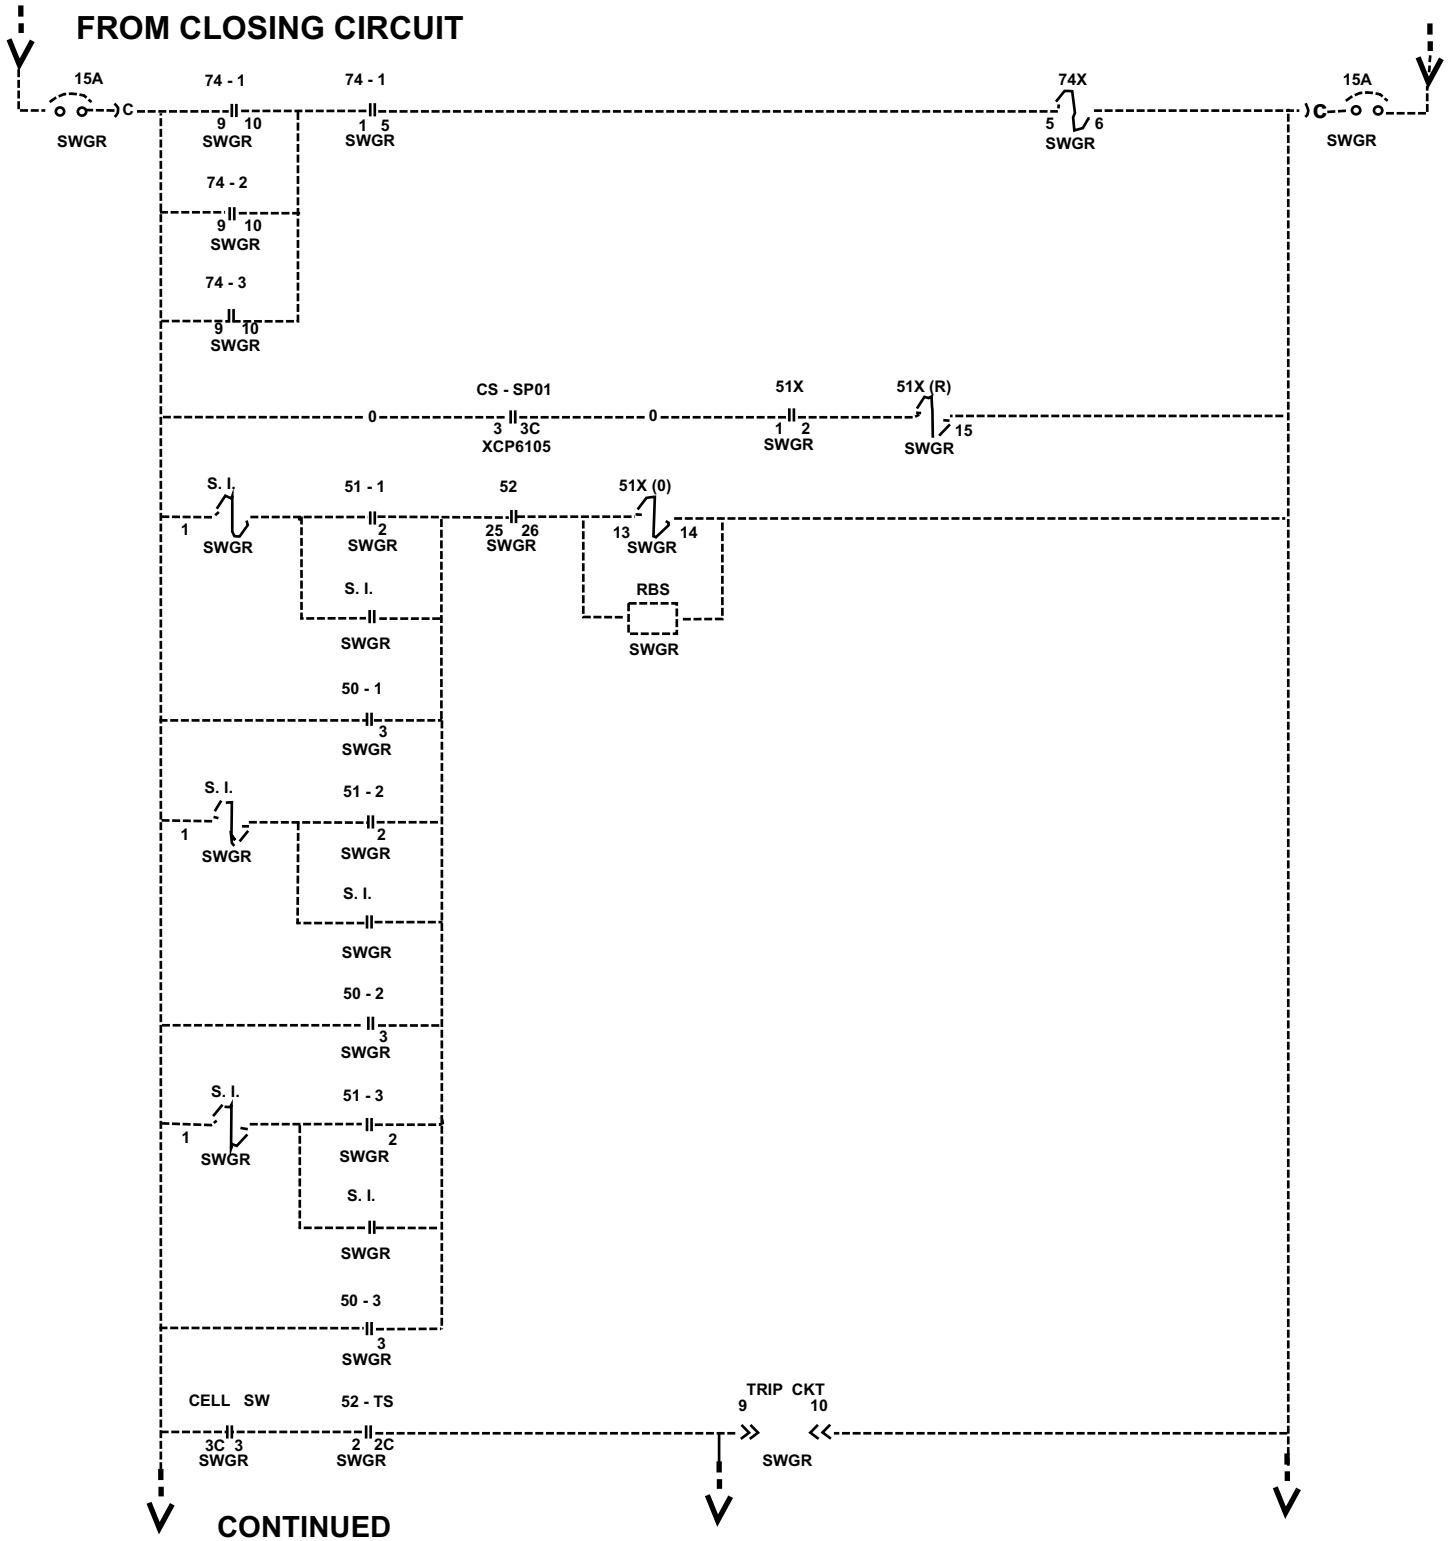 FROM CLOSING CIRCUIT
15A
74 - 1
74 - 1
74X
15A
C
C
9 10
1 5
5 6
SWGR
SWGR
SWGR
SWGR
SWGR
74 - 2
9 10
SWGR
74 - 3
9 10
SWGR
CS - SP01
51X
51X (R)
0
0
3 3C
1 2
15
XCP6105
SWGR
SWGR
S. I.
51 - 1
52
51X (0)
1
2
25 26
13 14
SWGR
SWGR
SWGR
SWGR
S. I.
RBS
SWGR
SWGR
50 - 1
3
SWGR
S. I.
51 - 2
1
2
SWGR
SWGR
S. I.
SWGR
50 - 2
3
SWGR
S. I.
51 - 3
1
2
SWGR
SWGR
S. I.
SWGR
50 - 3
3
SWGR
CELL SW
52 - TS
TRIP CKT
9 10
3C 3
2 2C
SWGR
SWGR
SWGR
CONTINUED